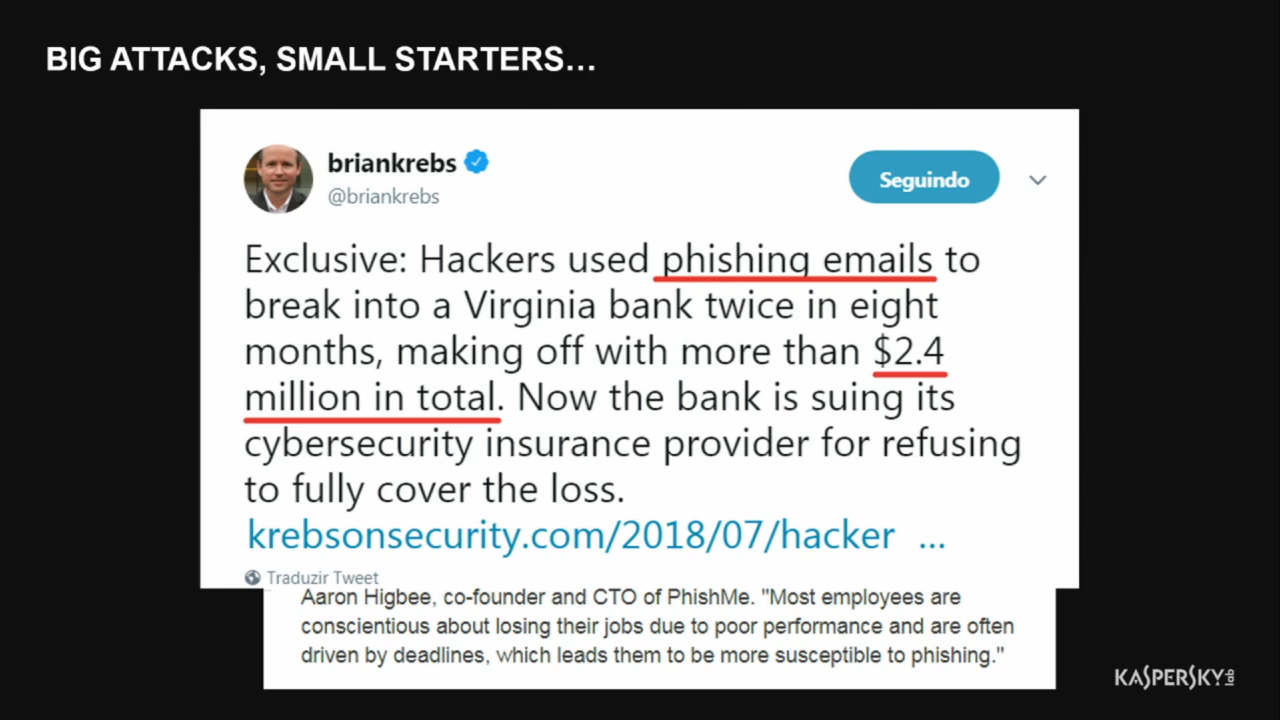 BIG ATTACKS, SMALL STARTERS...
briankrebs
@briankrebs
Seguindo
Exclusive: Hackers used phishing emails to
break into a Virginia bank twice in eight
months, making off with more than $2.4
million in total. Now the bank is suing its
cybersecurity insurance provider for refusing
to fully cover the loss.
krebsonsecurity.com/2018/07/hacker ...
Traduzir Tweet
Aaron Higbee, co-founder and CTO of PhishMe. "Most employees are
conscientious about losing their jobs due to poor performance and are often
driven by deadlines, which leads them to be more susceptible to phishing."
KASPERSKY lab